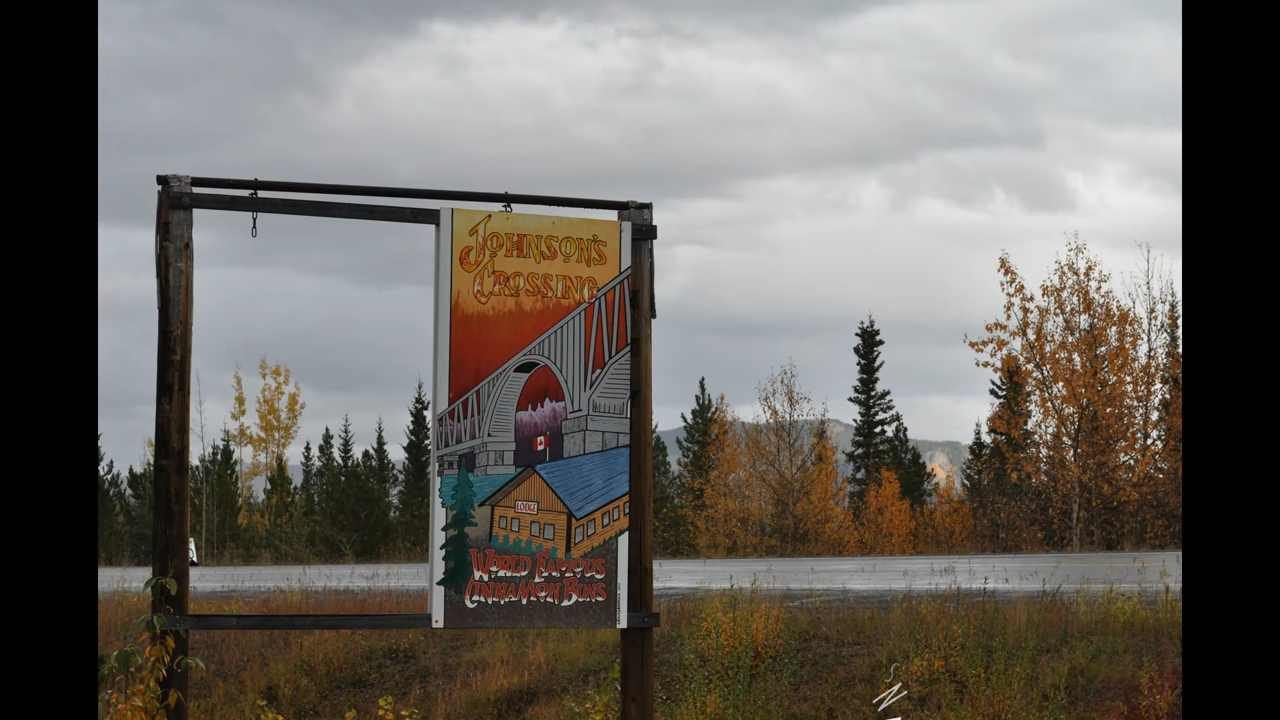 JOHNSON'S
CROSSING
LODGE
WORLD FAMOUS
CINNAMON BUNS